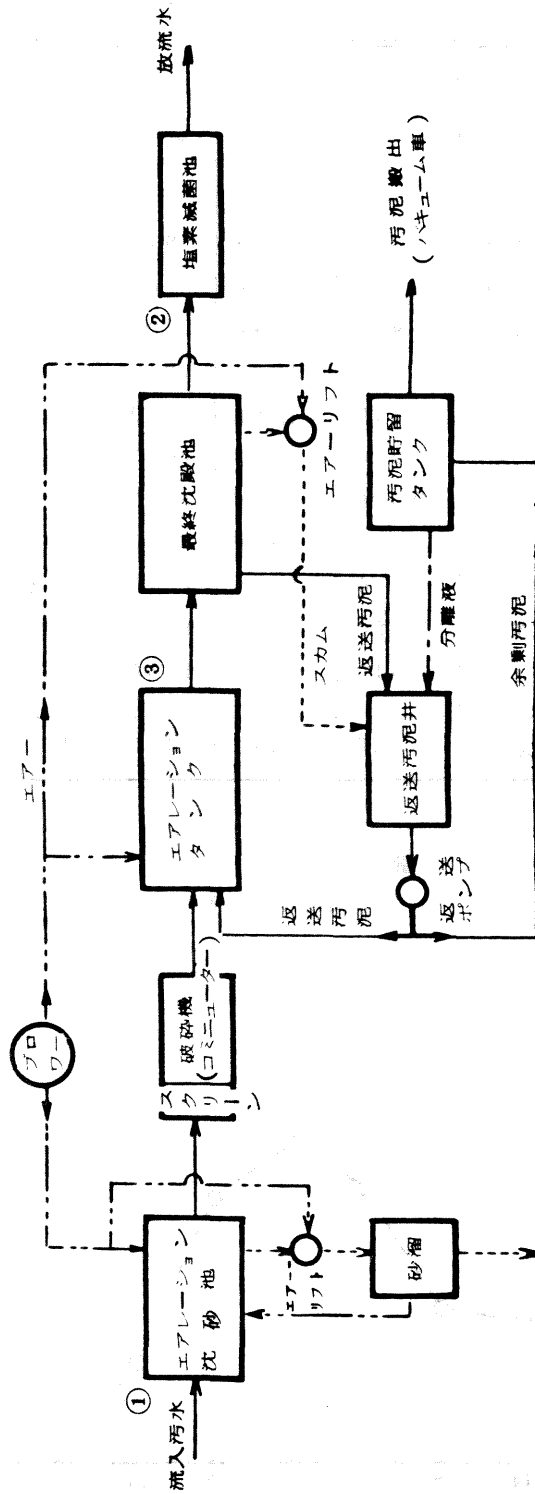 流入汚水
①
エアレーション
沈砂池
エアー
リフト
砂溜
ブロ
ワー
エアー
スクリーン
破砕機
(コミニューター)
エアレーション
タンク
③
最終沈殿池
②
塩素滅菌池
放流水
エアーリフト
スカム
返送汚泥
返送汚泥
返送汚泥井
返送
ポンプ
分離液
汚泥貯留
タンク
汚泥搬出
(バキューム車)
余剰汚泥